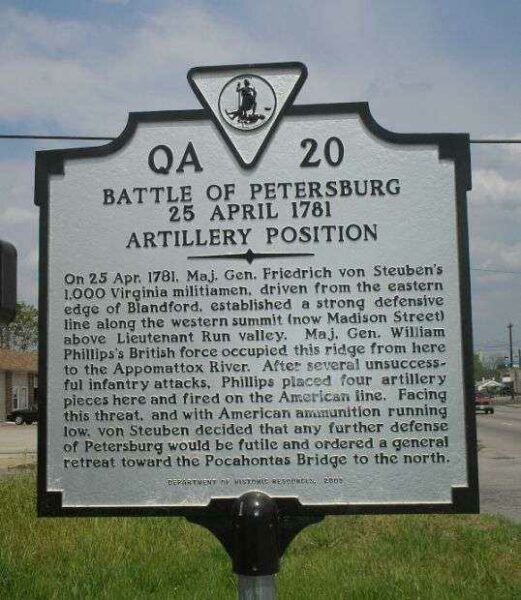 QA 20
BATTLE OF PETERSBURG
25 APRIL 1781
ARTILLERY POSITION
On 25 Apr. 1781, Maj. Gen. Friedrich von Steuben's
1,000 Virginia militiamen, driven from the eastern
edge of Blandford, established a strong defensive
line along the western summit (now Madison Street)
above Lieutenant Run valley. Maj. Gen. William
Phillips's British force occupied this ridge from here
to the Appomattox River. After several unsuccess-
ful infantry attacks, Phillips placed four artillery
pieces here and fired on the American line. Facing
this threat, and with American ammunition running
low, von Steuben decided that any further defense
of Petersburg would be futile and ordered a general
retreat toward the Pocahontas Bridge to the north.
DEPARTMENT OF HISTORIC RESOURCES,